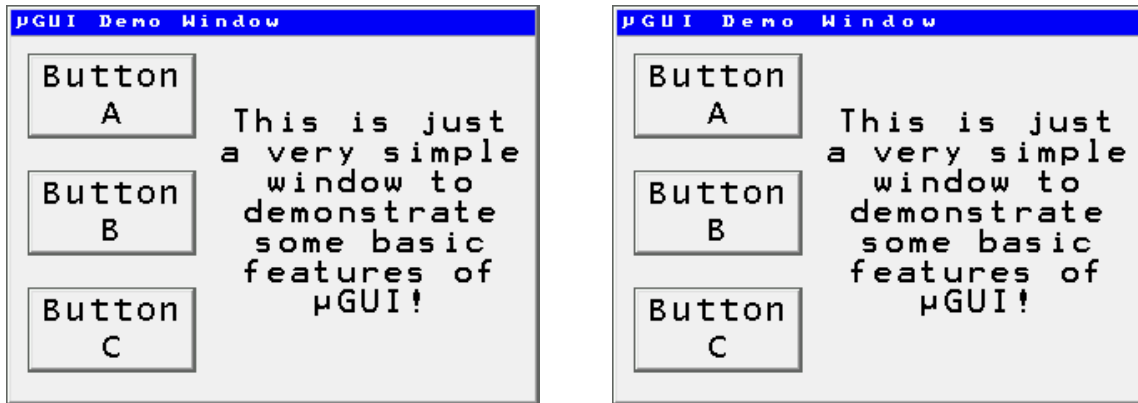 µGUI Demo Window
Button
A
Button
B
Button
C
This is just
a very simple
window to
demonstrate
some basic
features of
µGUI!
µGUI Demo Window
Button
A
Button
B
Button
C
This is just
a very simple
window to
demonstrate
some basic
features of
µGUI!